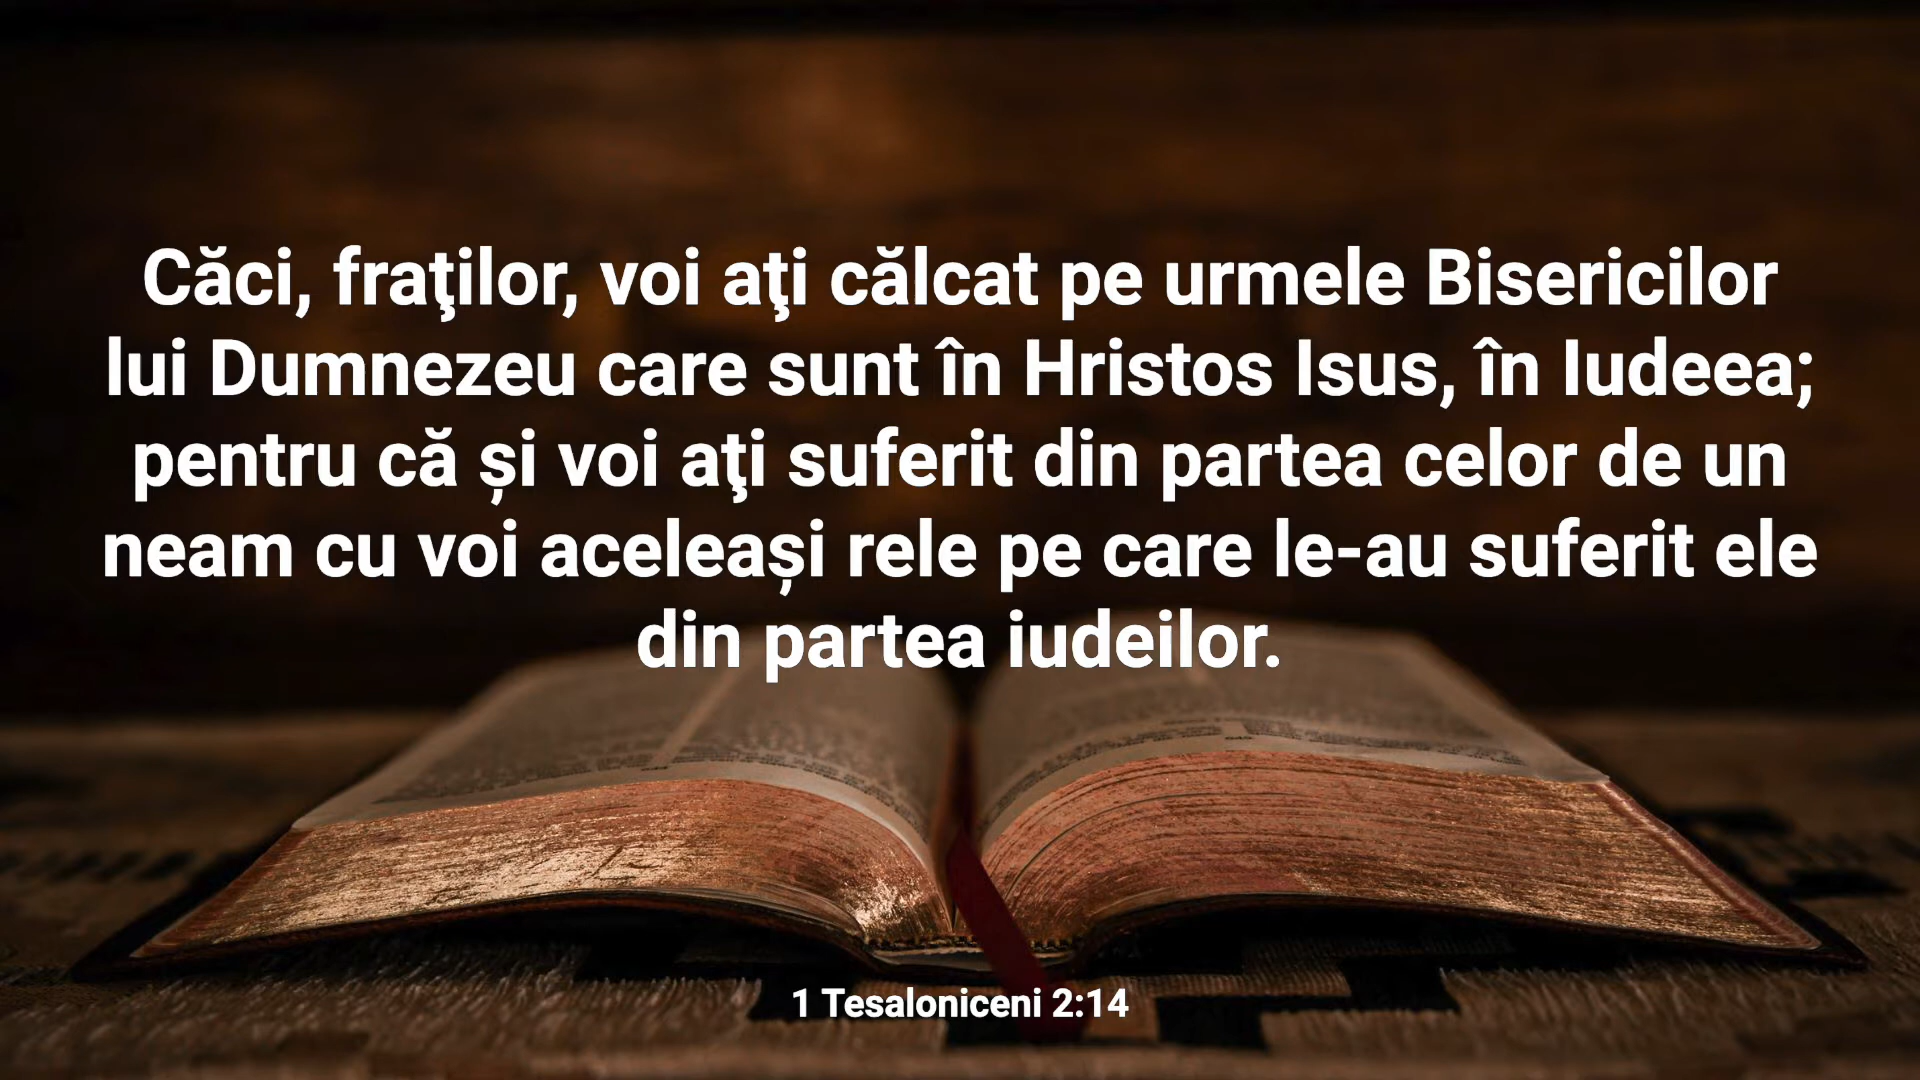 Căci, fraţilor, voi aţi călcat pe urmele Bisericilor
lui Dumnezeu care sunt în Hristos Isus, în Iudeea;
pentru că și voi aţi suferit din partea celor de un
neam cu voi aceleași rele pe care le-au suferit ele
din partea iudeilor.
1 Tesaloniceni 2:14